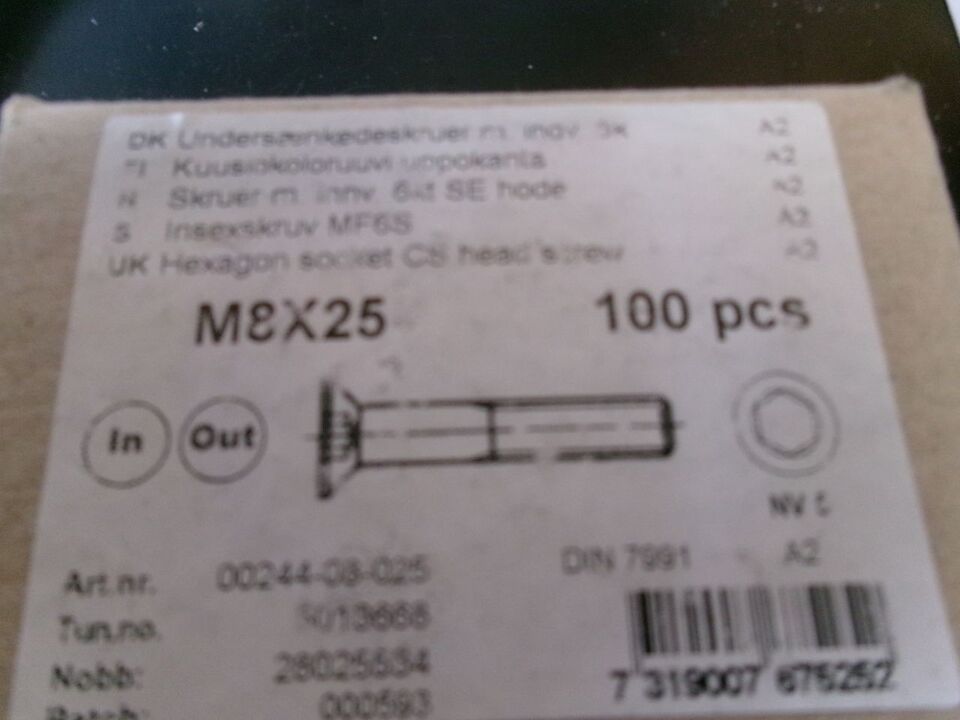 DK Undersænkedeskruer m. indv. 6k A2
FI Kuusiokoloruuvi uppokanta A2
N Skruer m. innv. 6kt SE hode A2
S Insexskruv MF6S A2
UK Hexagon socket CS head screw A2
M8X25 100 pcs
In Out
NV 5
DIN 7991 A2
Art.nr. 00244-08-025
Tun.no.
Nobb: 28025534
Batch: 000593
7 319007 675252